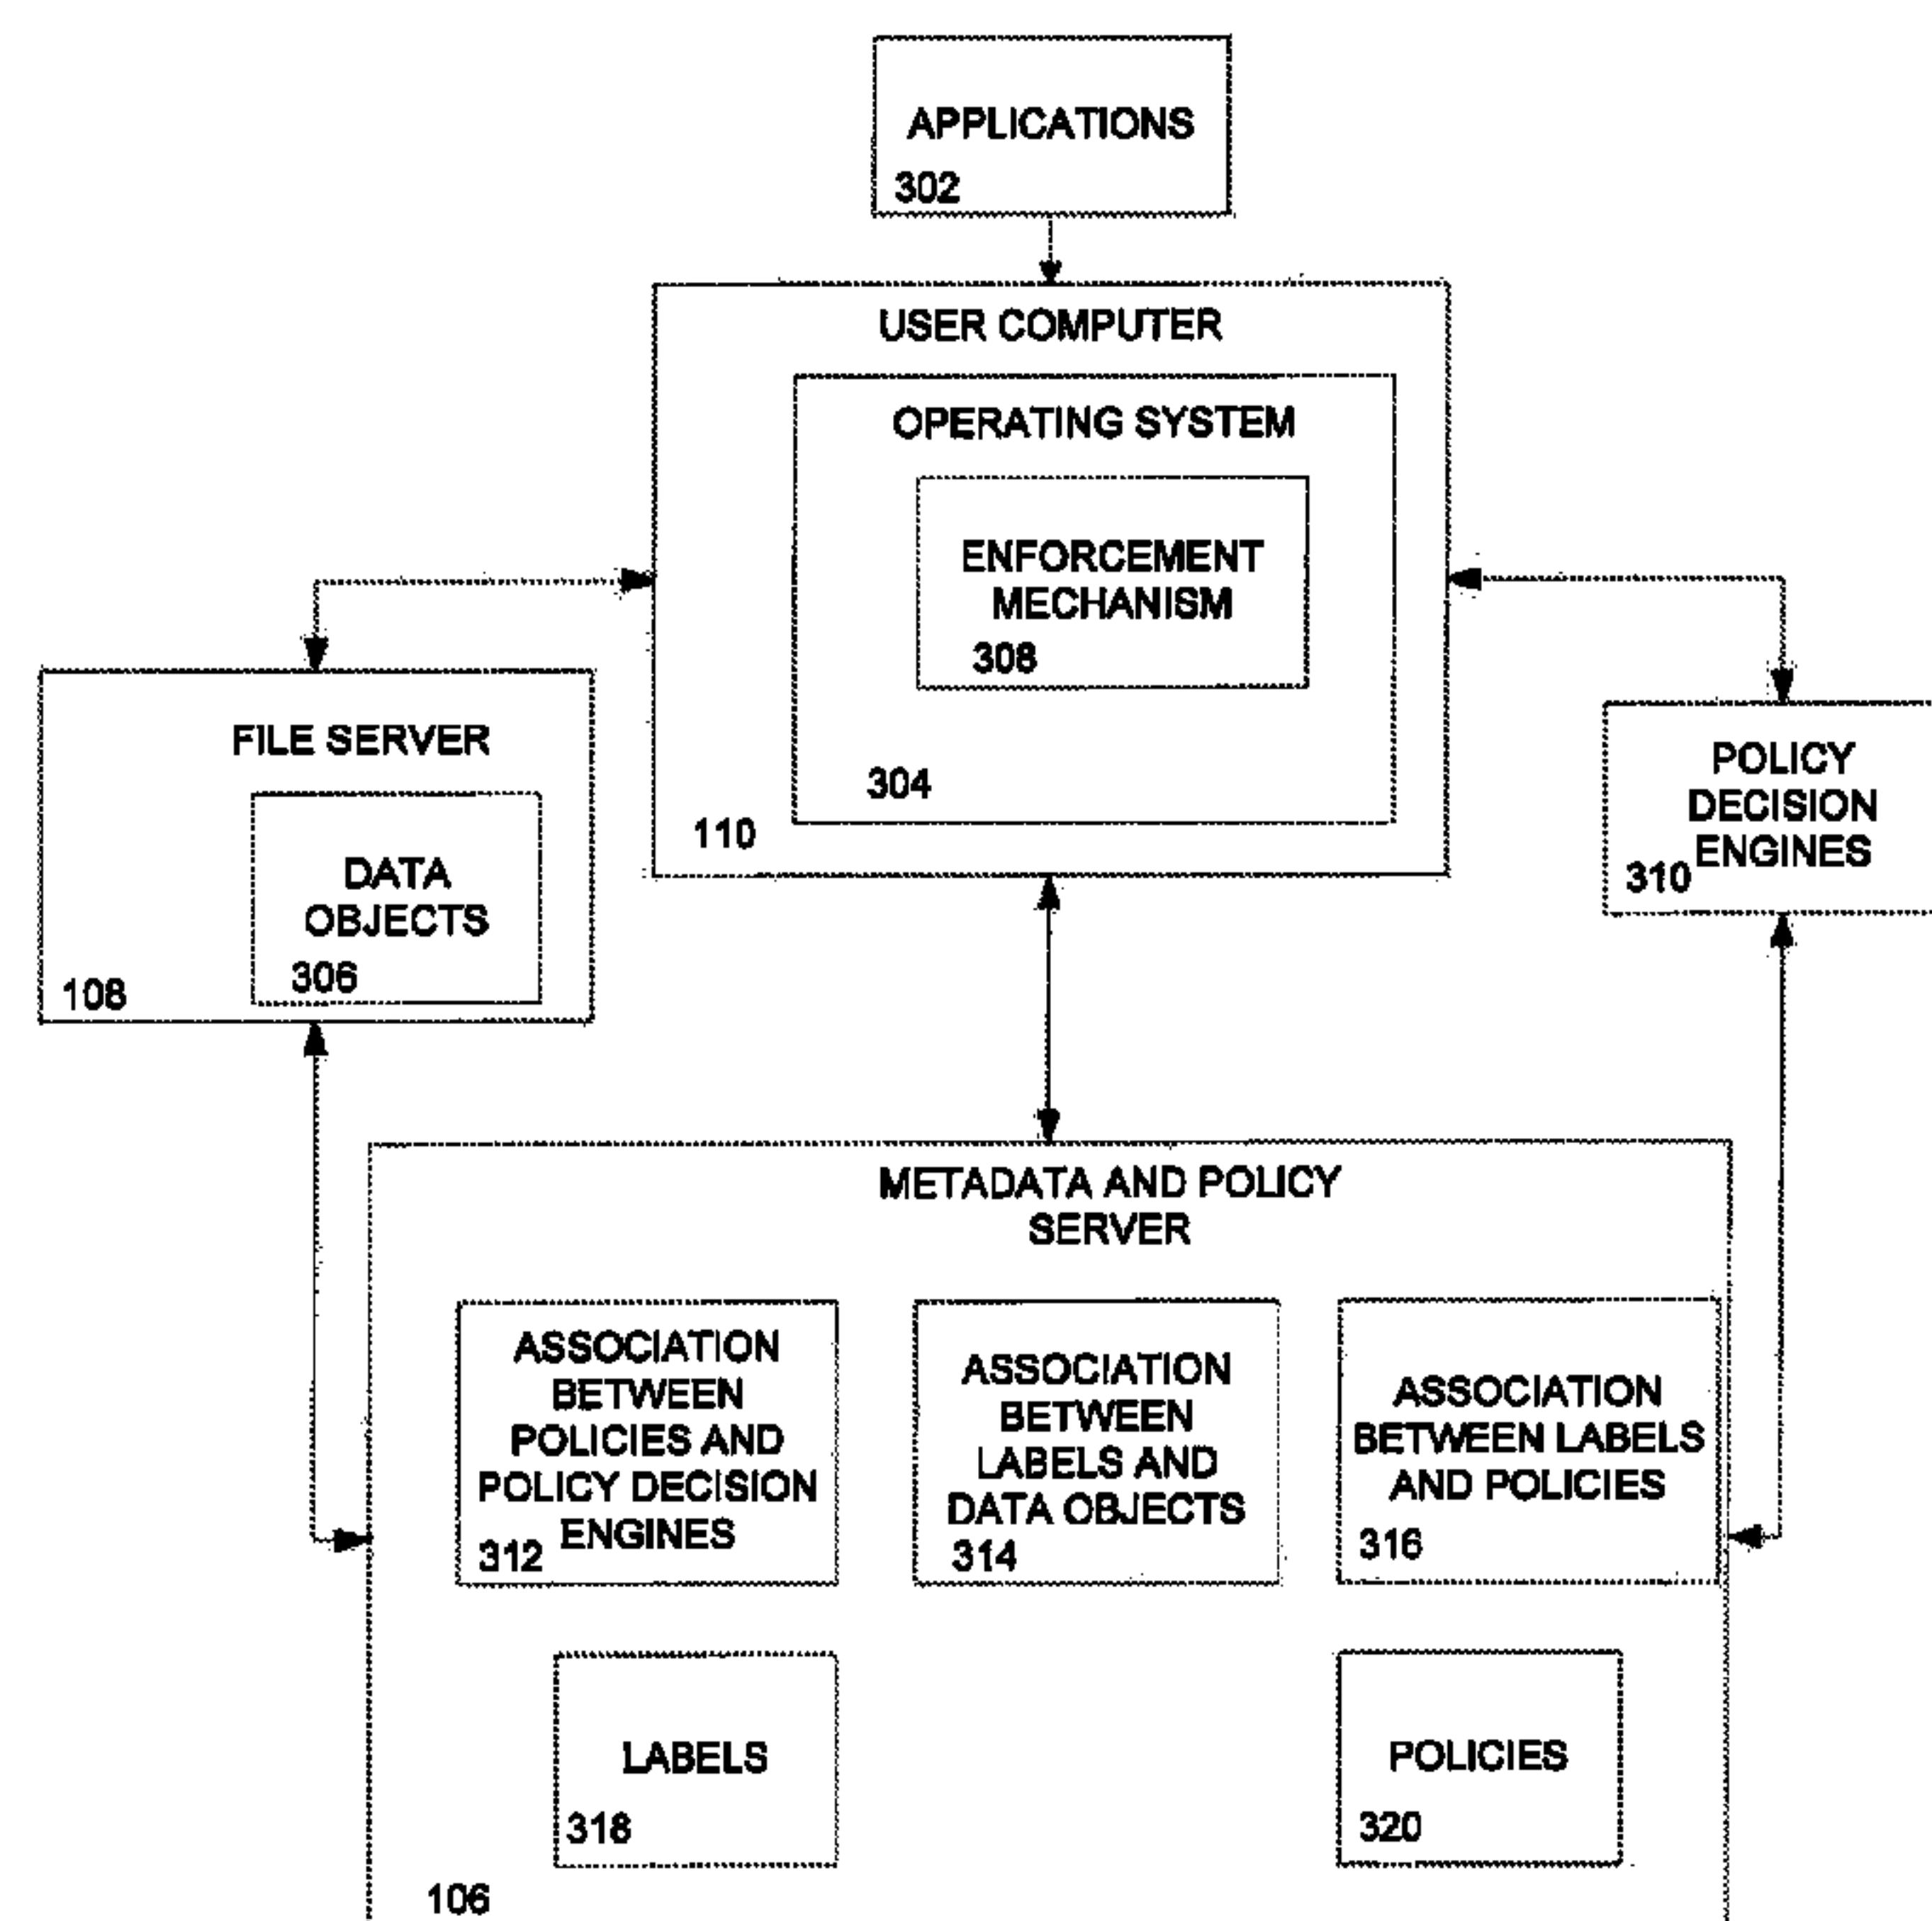 APPLICATIONS
302
USER COMPUTER
OPERATING SYSTEM
ENFORCEMENT
MECHANISM
308
304
110
FILE SERVER
DATA
OBJECTS
306
108
POLICY
DECISION
ENGINES
310
METADATA AND POLICY
SERVER
ASSOCIATION
BETWEEN
POLICIES AND
POLICY DECISION
ENGINES
312
ASSOCIATION
BETWEEN
LABELS AND
DATA OBJECTS
314
ASSOCIATION
BETWEEN LABELS
AND POLICIES
316
LABELS
318
POLICIES
320
106